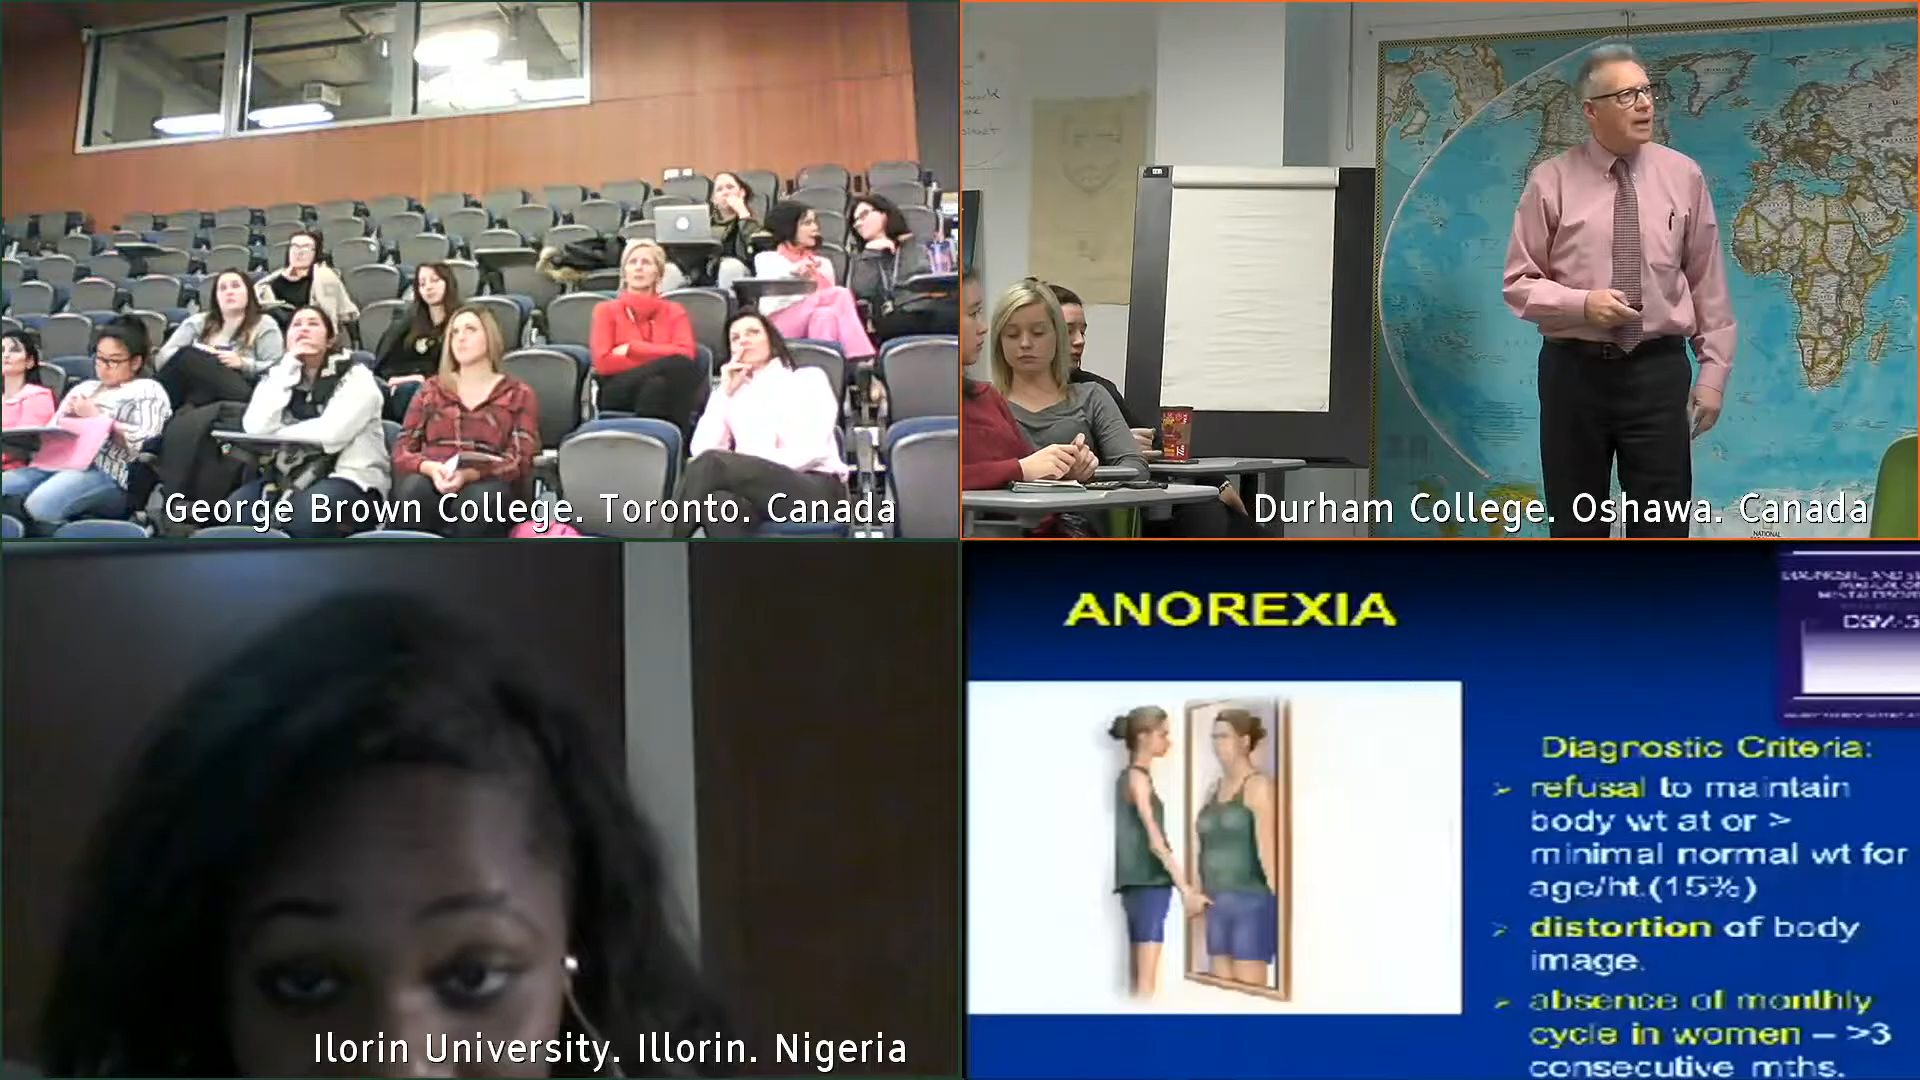 George Brown College. Toronto. Canada
Durham College. Oshawa. Canada
NATIONAL
Ilorin University. Illorin. Nigeria
ANOREXIA
DSM-5
Diagnostic Criteria:
➢ refusal to maintain
body wt at or >
minimal normal wt for
age/ht.(15%)
➢ distortion of body
image.
➢ absence of monthly
cycle in women – >3
consecutive mths.